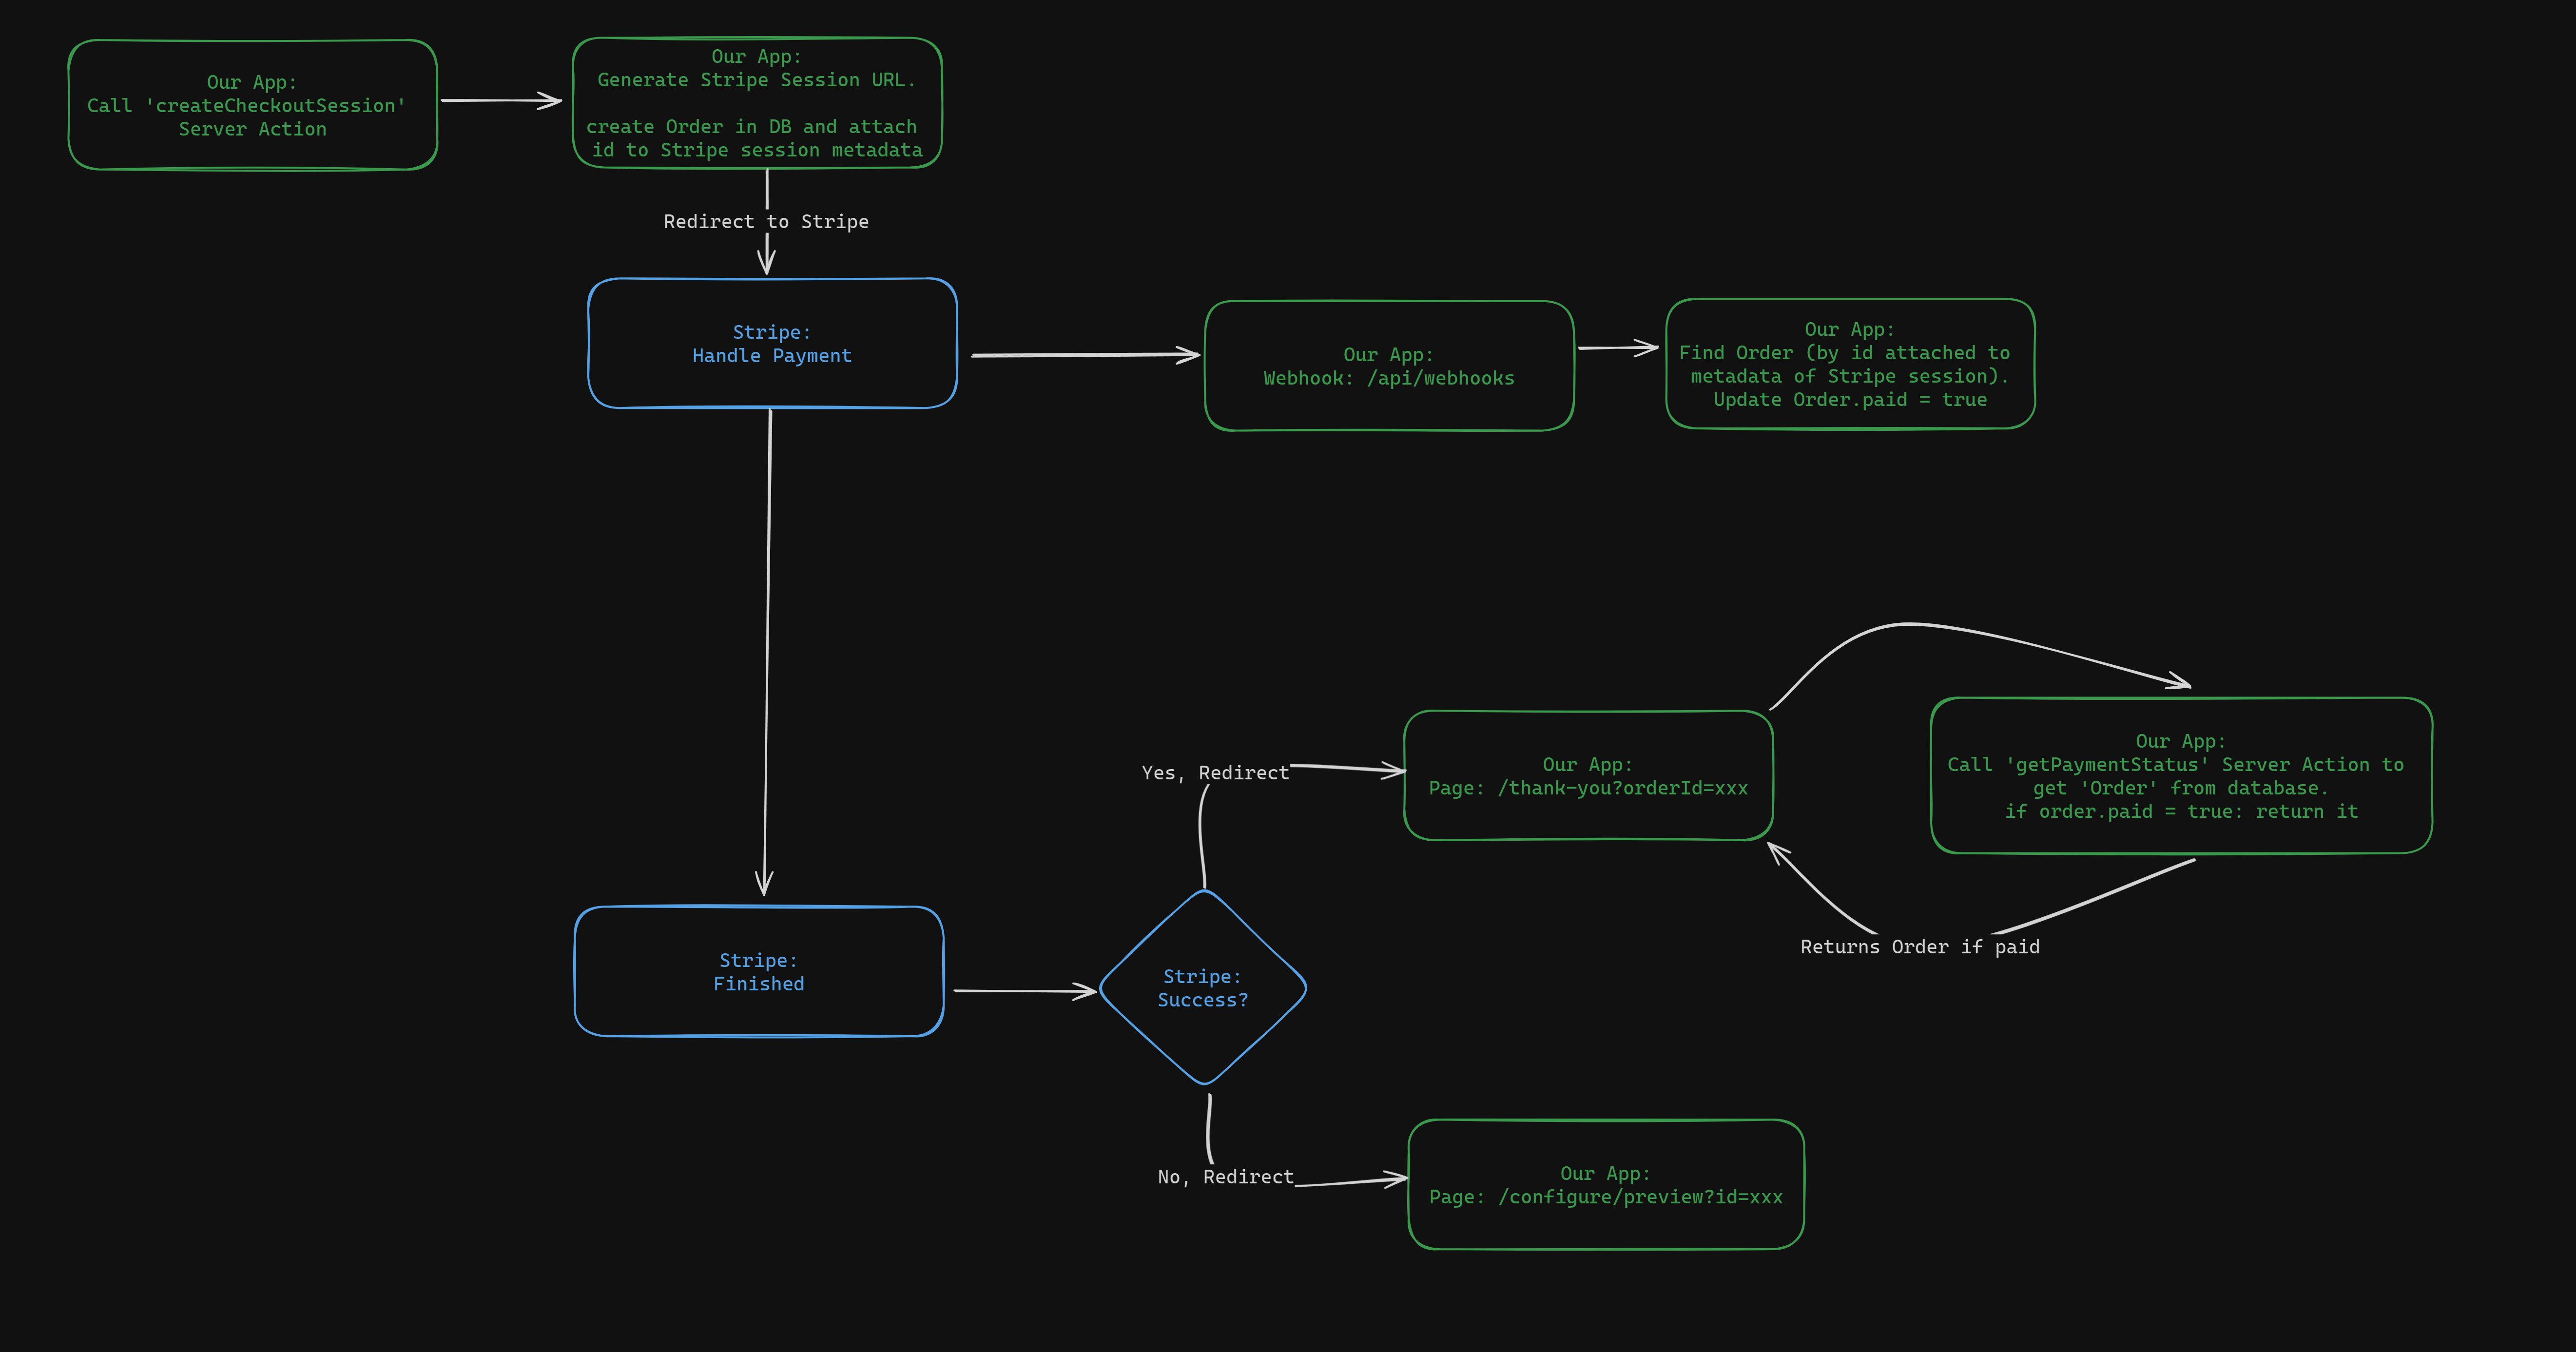 Our App:
Call 'createCheckoutSession'
Server Action
Our App:
Generate Stripe Session URL.
create Order in DB and attach
id to Stripe session metadata
Redirect to Stripe
Stripe:
Handle Payment
Our App:
Webhook: /api/webhooks
Our App:
Find Order (by id attached to
metadata of Stripe session).
Update Order.paid = true
Stripe:
Finished
Stripe:
Success?
Yes, Redirect
Our App:
Page: /thank-you?orderId=xxx
Our App:
Call 'getPaymentStatus' Server Action to
get 'Order' from database.
if order.paid = true: return it
Returns Order if paid
No, Redirect
Our App:
Page: /configure/preview?id=xxx